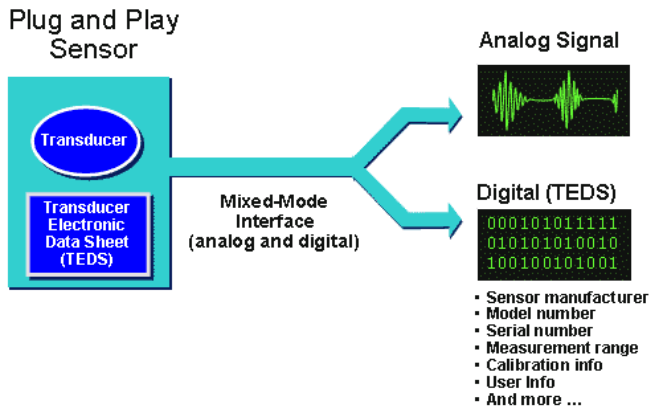 Plug and Play
Sensor
Transducer
Transducer
Electronic
Data Sheet
(TEDS)
Mixed-Mode
Interface
(analog and digital)
Analog Signal
Digital (TEDS)
000101011111
010101010010
100100101001
▪ Sensor manufacturer
▪ Model number
▪ Serial number
▪ Measurement range
▪ Calibration info
▪ User Info
▪ And more ...